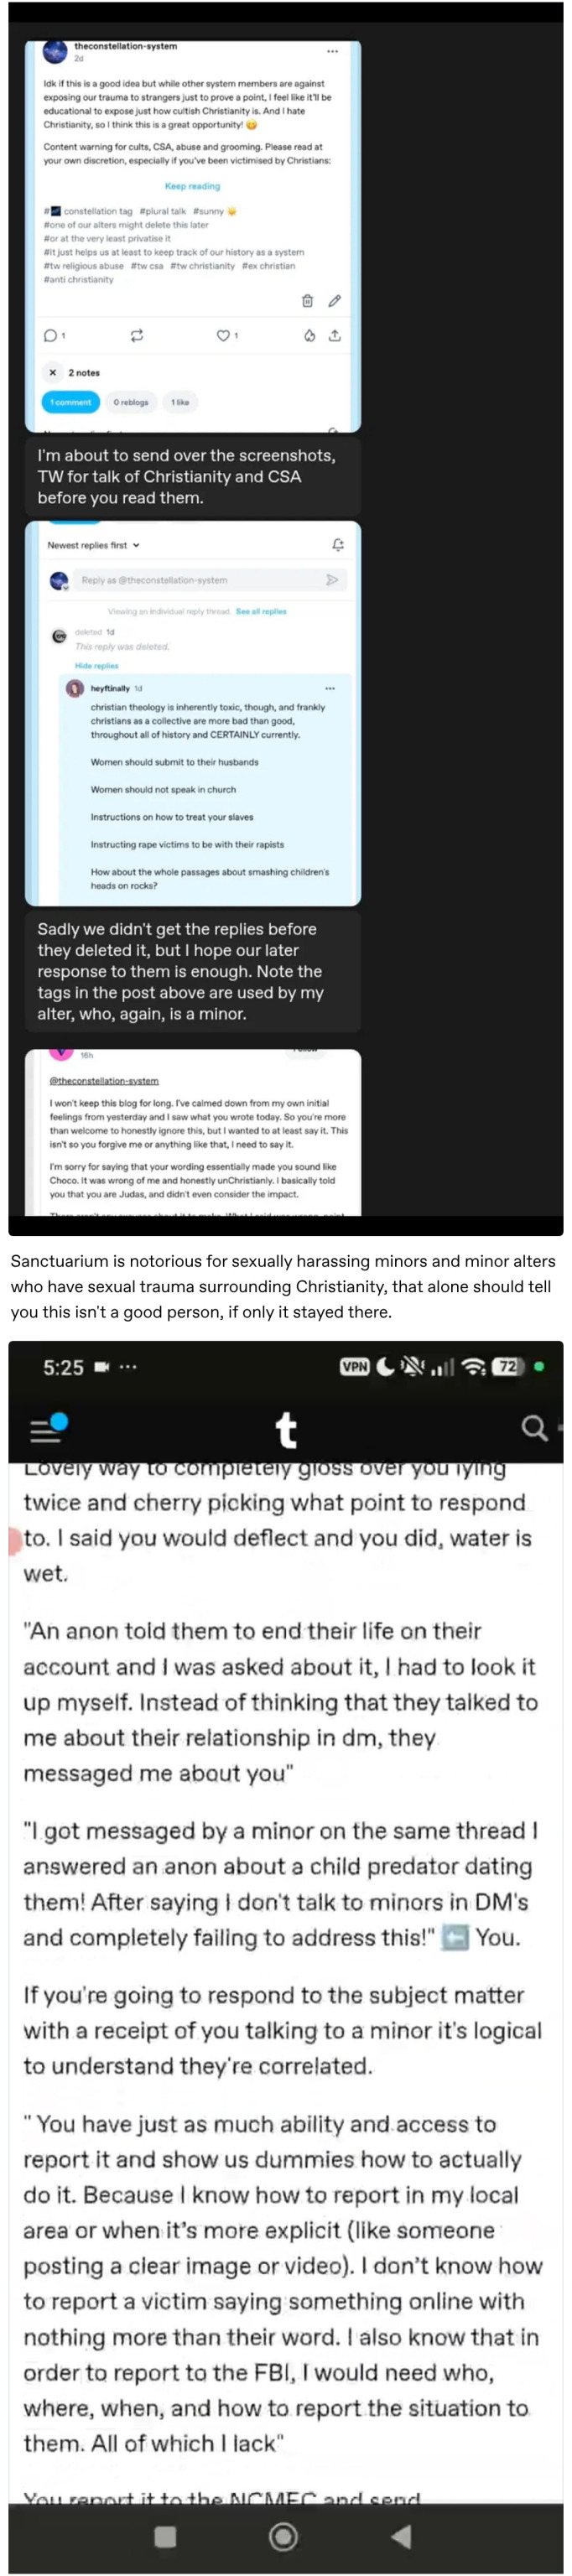 theconstellation-system
2d
Idk if this is a good idea but while other system members are against
exposing our trauma to strangers just to prove a point, I feel like it'll be
educational to expose just how cultish Christianity is. And I hate
Christianity, so I think this is a great opportunity! 😋
Content warning for cults, CSA, abuse and grooming. Please read at
your own discretion, especially if you've been victimised by Christians:
Keep reading
#🌌 constellation tag #plural talk #sunny 🌞
#one of our alters might delete this later
#or at the very least privatise it
#it just helps us at least to keep track of our history as a system
#tw religious abuse #tw csa #tw christianity #ex christian
#anti christianity
1
1
2 notes
1 comment
0 reblogs
1 like
I'm about to send over the screenshots,
TW for talk of Christianity and CSA
before you read them.
Newest replies first
Reply as @theconstellation-system
Viewing an individual reply thread. See all replies
deleted 1d
This reply was deleted.
Hide replies
heyftinally 1d
christian theology is inherently toxic, though, and frankly
christians as a collective are more bad than good,
throughout all of history and CERTAINLY currently.
Women should submit to their husbands
Women should not speak in church
Instructions on how to treat your slaves
Instructing rape victims to be with their rapists
How about the whole passages about smashing children's
heads on rocks?
Sadly we didn't get the replies before
they deleted it, but I hope our later
response to them is enough. Note the
tags in the post above are used by my
alter, who, again, is a minor.
16h
@theconstellation-system
I won't keep this blog for long. I've calmed down from my own initial
feelings from yesterday and I saw what you wrote today. So you're more
than welcome to honestly ignore this, but I wanted to at least say it. This
isn't so you forgive me or anything like that, I need to say it.
I'm sorry for saying that your wording essentially made you sound like
Choco. It was wrong of me and honestly unChristianly. I basically told
you that you are Judas, and didn't even consider the impact.
Sanctuarium is notorious for sexually harassing minors and minor alters
who have sexual trauma surrounding Christianity, that alone should tell
you this isn't a good person, if only it stayed there.
5:25
VPN
72
t
Lovely way to completely gloss over you lying
twice and cherry picking what point to respond
to. I said you would deflect and you did, water is
wet.
"An anon told them to end their life on their
account and I was asked about it, I had to look it
up myself. Instead of thinking that they talked to
me about their relationship in dm, they
messaged me about you"
"I got messaged by a minor on the same thread I
answered an anon about a child predator dating
them! After saying I don't talk to minors in DM's
and completely failing to address this!" ⬅️ You.
If you're going to respond to the subject matter
with a receipt of you talking to a minor it's logical
to understand they're correlated.
" You have just as much ability and access to
report it and show us dummies how to actually
do it. Because I know how to report in my local
area or when it's more explicit (like someone
posting a clear image or video). I don't know how
to report a victim saying something online with
nothing more than their word. I also know that in
order to report to the FBI, I would need who,
where, when, and how to report the situation to
them. All of which I lack"
You report it to the NCMEC and send